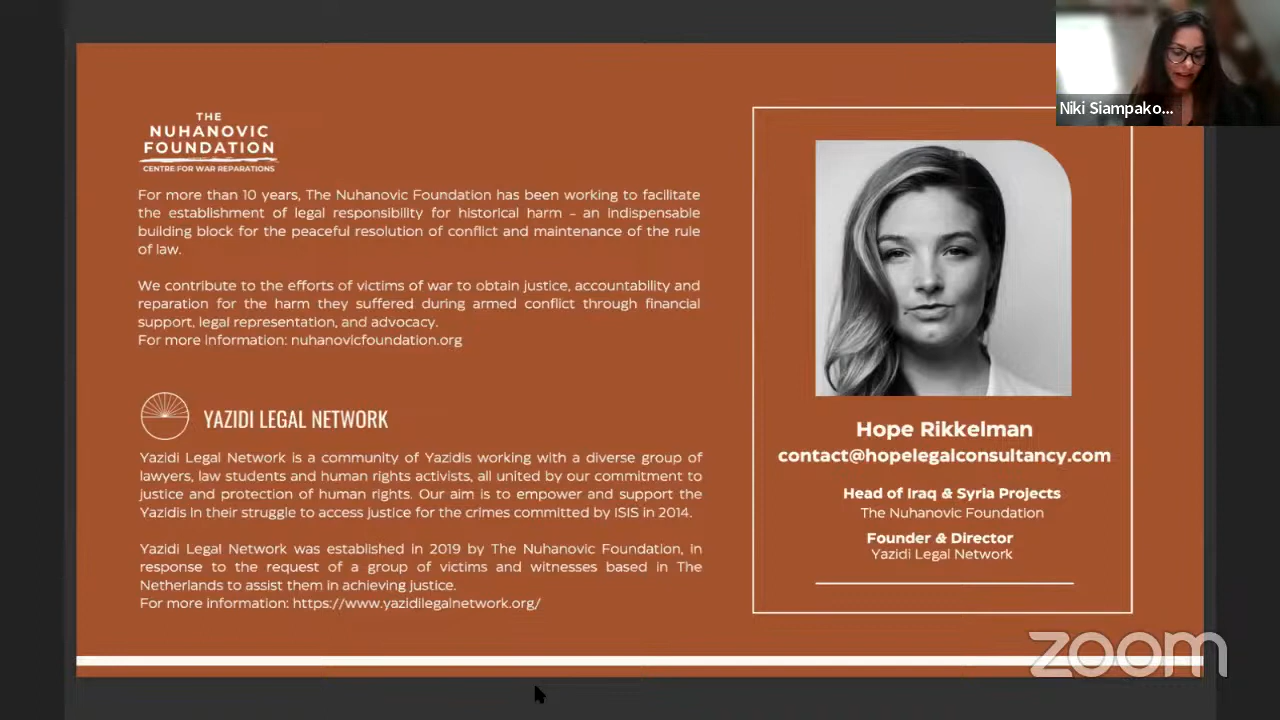 Niki Siampako...
THE
NUHANOVIC
FOUNDATION
CENTRE FOR WAR REPARATIONS
For more than 10 years, The Nuhanovic Foundation has been working to facilitate
the establishment of legal responsibility for historical harm - an indispensable
building block for the peaceful resolution of conflict and maintenance of the rule
of law.
We contribute to the efforts of victims of war to obtain justice, accountability and
reparation for the harm they suffered during armed conflict through financial
support, legal representation, and advocacy.
For more information: nuhanovicfoundation.org
YAZIDI LEGAL NETWORK
Yazidi Legal Network is a community of Yazidis working with a diverse group of
lawyers, law students and human rights activists, all united by our commitment to
justice and protection of human rights. Our aim is to empower and support the
Yazidis in their struggle to access justice for the crimes committed by ISIS in 2014.
Yazidi Legal Network was established in 2019 by The Nuhanovic Foundation, in
response to the request of a group of victims and witnesses based in The
Netherlands to assist them in achieving justice.
For more information: https://www.yazidilegalnetwork.org/
Hope Rikkelman
contact@hopelegalconsultancy.com
Head of Iraq & Syria Projects
The Nuhanovic Foundation
Founder & Director
Yazidi Legal Network
zoom